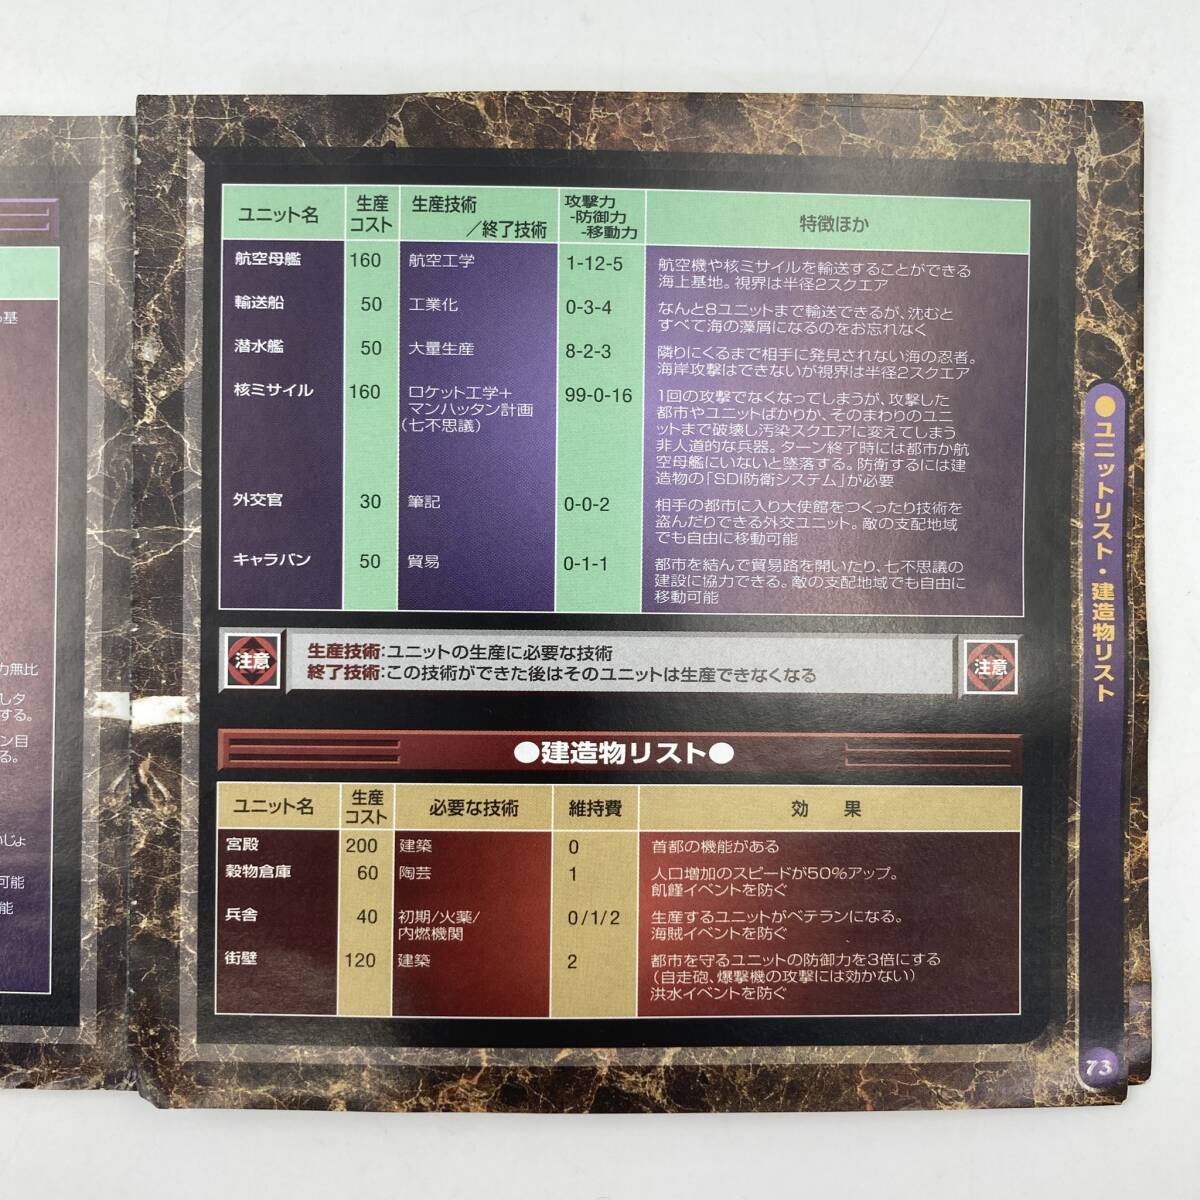 ユニット名 生産コスト 生産技術／終了技術 攻撃力-防御力-移動力 特徴ほか
航空母艦 160 航空工学 1-12-5 航空機や核ミサイルを輸送することができる
海上基地。視界は半径2スクエア
輸送船 50 工業化 0-3-4 なんと8ユニットまで輸送できるが、沈むと
すべて海の藻屑になるのをお忘れなく
潜水艦 50 大量生産 8-2-3 隣りにくるまで相手に発見されない海の忍者。
海岸攻撃はできないが視界は半径2スクエア
核ミサイル 160 ロケット工学＋ 99-0-16 1回の攻撃でなくなってしまうが、攻撃した
マンハッタン計画 都市やユニットばかりか、そのまわりのユニ
（七不思議） ットまで破壊し汚染スクエアに変えてしまう
非人道的な兵器。ターン終了時には都市か航
空母艦にいないと墜落する。防衛するには建
造物の「SDI防衛システム」が必要
外交官 30 筆記 0-0-2 相手の都市に入り大使館をつくったり技術を
盗んだりできる外交ユニット。敵の支配地域
でも自由に移動可能
キャラバン 50 貿易 0-1-1 都市を結んで貿易路を開いたり、七不思議の
建設に協力できる。敵の支配地域でも自由に
移動可能
注意 生産技術:ユニットの生産に必要な技術 注意
終了技術:この技術ができた後はそのユニットは生産できなくなる
●建造物リスト●
ユニット名 生産コスト 必要な技術 維持費 効果
宮殿 200 建築 0 首都の機能がある
穀物倉庫 60 陶芸 1 人口増加のスピードが50％アップ。
飢饉イベントを防ぐ
兵舎 40 初期/火薬/ 0/1/2 生産するユニットがベテランになる。
内燃機関 海賊イベントを防ぐ
街壁 120 建築 2 都市を守るユニットの防御力を3倍にする
（自走砲、爆撃機の攻撃には効かない）
洪水イベントを防ぐ
●ユニットリスト・建造物リスト
73
力無比
する。
ン目
る。
可能
能